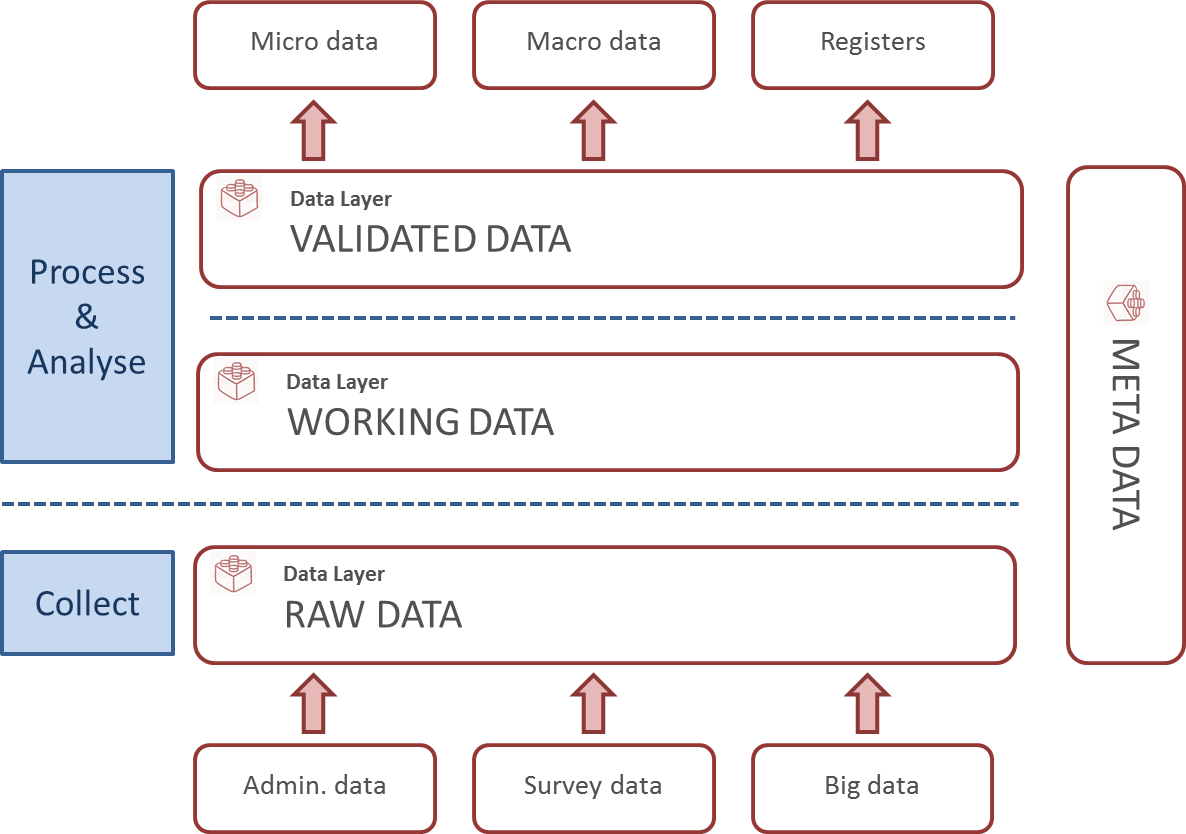 Micro data
Macro data
Registers
Process
&
Analyse
Data Layer
VALIDATED DATA
Data Layer
WORKING DATA
META DATA
Collect
Data Layer
RAW DATA
Admin. data
Survey data
Big data